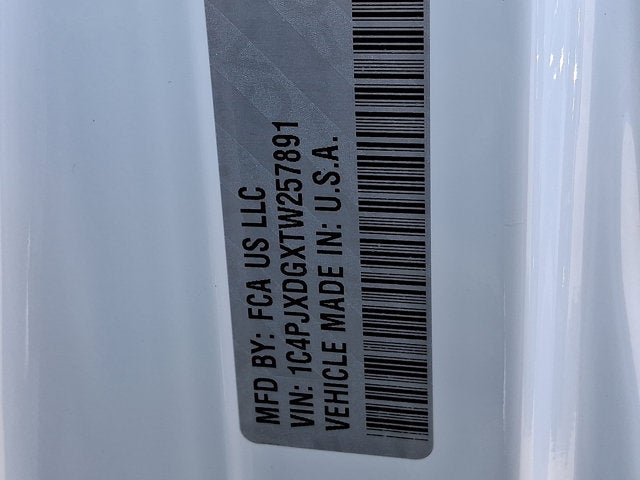 MFD BY: FCA US LLC
VIN: 1C4PJXDGXTW257891
VEHICLE MADE IN: U.S.A.